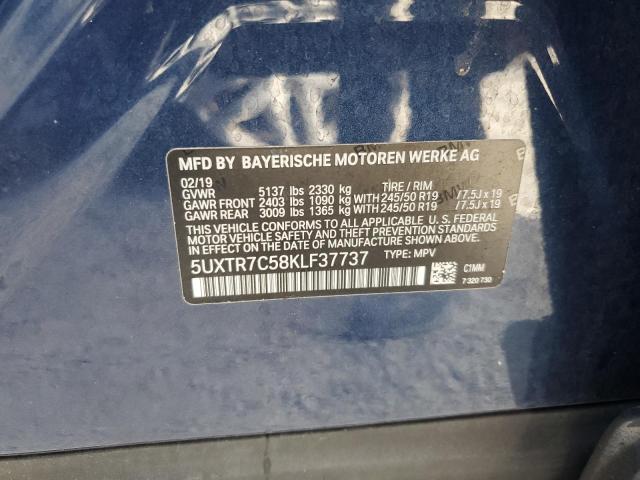 MFD BY BAYERISCHE MOTOREN WERKE AG
02/19
GVWR 5137 lbs 2330 kg TIRE / RIM
GAWR FRONT 2403 lbs 1090 kg WITH 245/50 R19 /7.5J x 19
GAWR REAR 3009 lbs 1365 kg WITH 245/50 R19 /7.5J x 19
THIS VEHICLE CONFORMS TO ALL APPLICABLE U. S. FEDERAL
MOTOR VEHICLE SAFETY AND THEFT PREVENTION STANDARDS
IN EFFECT ON THE DATE OF MANUFACTURE SHOWN ABOVE.
5UXTR7C58KLF37737 TYPE: MPV
C1MM
7 320 730